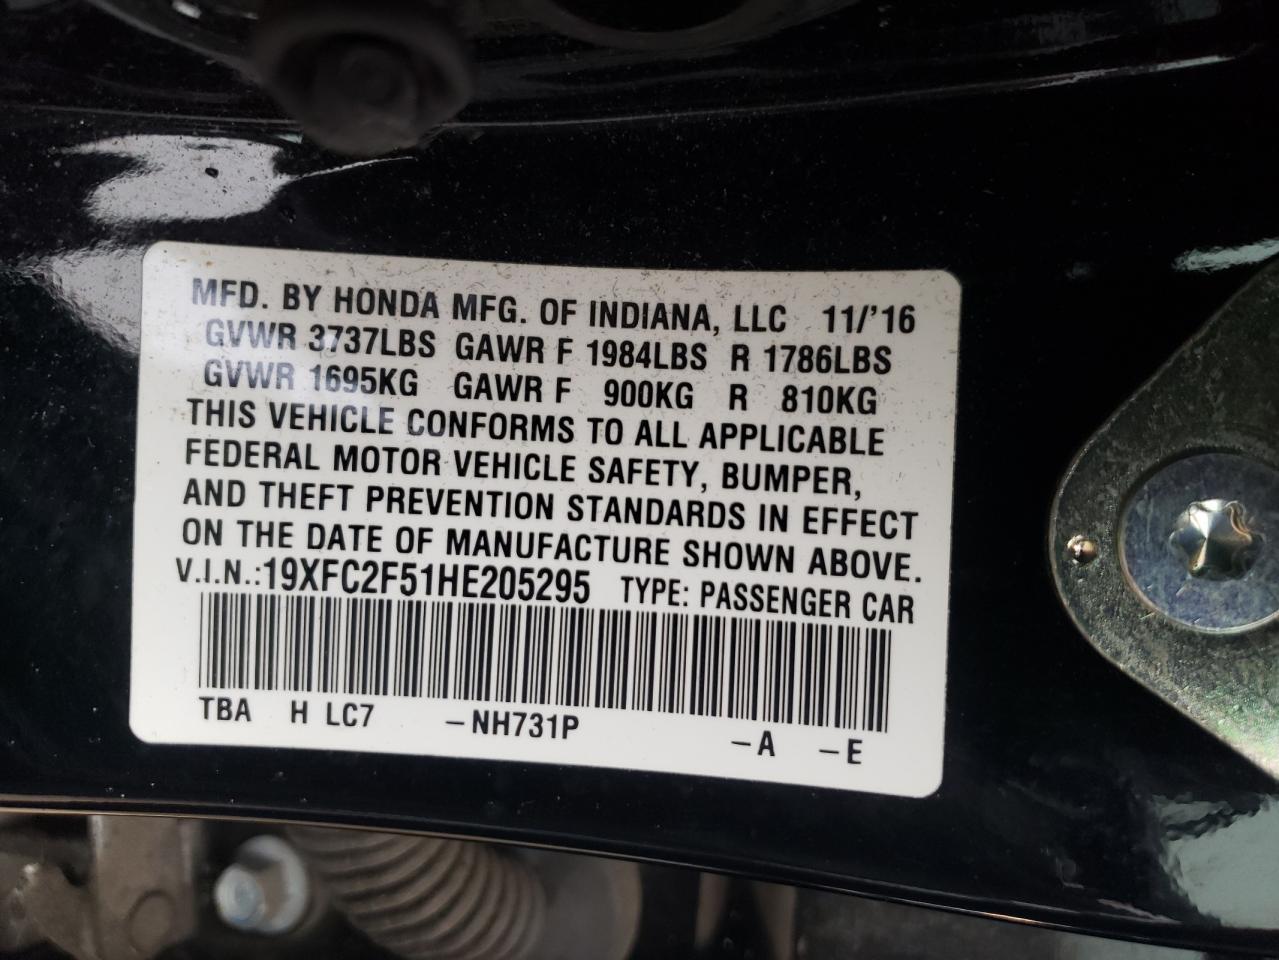 MFD. BY HONDA MFG. OF INDIANA, LLC 11/'16
GVWR 3737LBS GAWR F 1984LBS R 1786LBS
GVWR 1695KG GAWR F 900KG R 810KG
THIS VEHICLE CONFORMS TO ALL APPLICABLE
FEDERAL MOTOR VEHICLE SAFETY, BUMPER,
AND THEFT PREVENTION STANDARDS IN EFFECT
ON THE DATE OF MANUFACTURE SHOWN ABOVE.
V.I.N.:19XFC2F51HE205295 TYPE: PASSENGER CAR
TBA H LC7 –NH731P –A –E